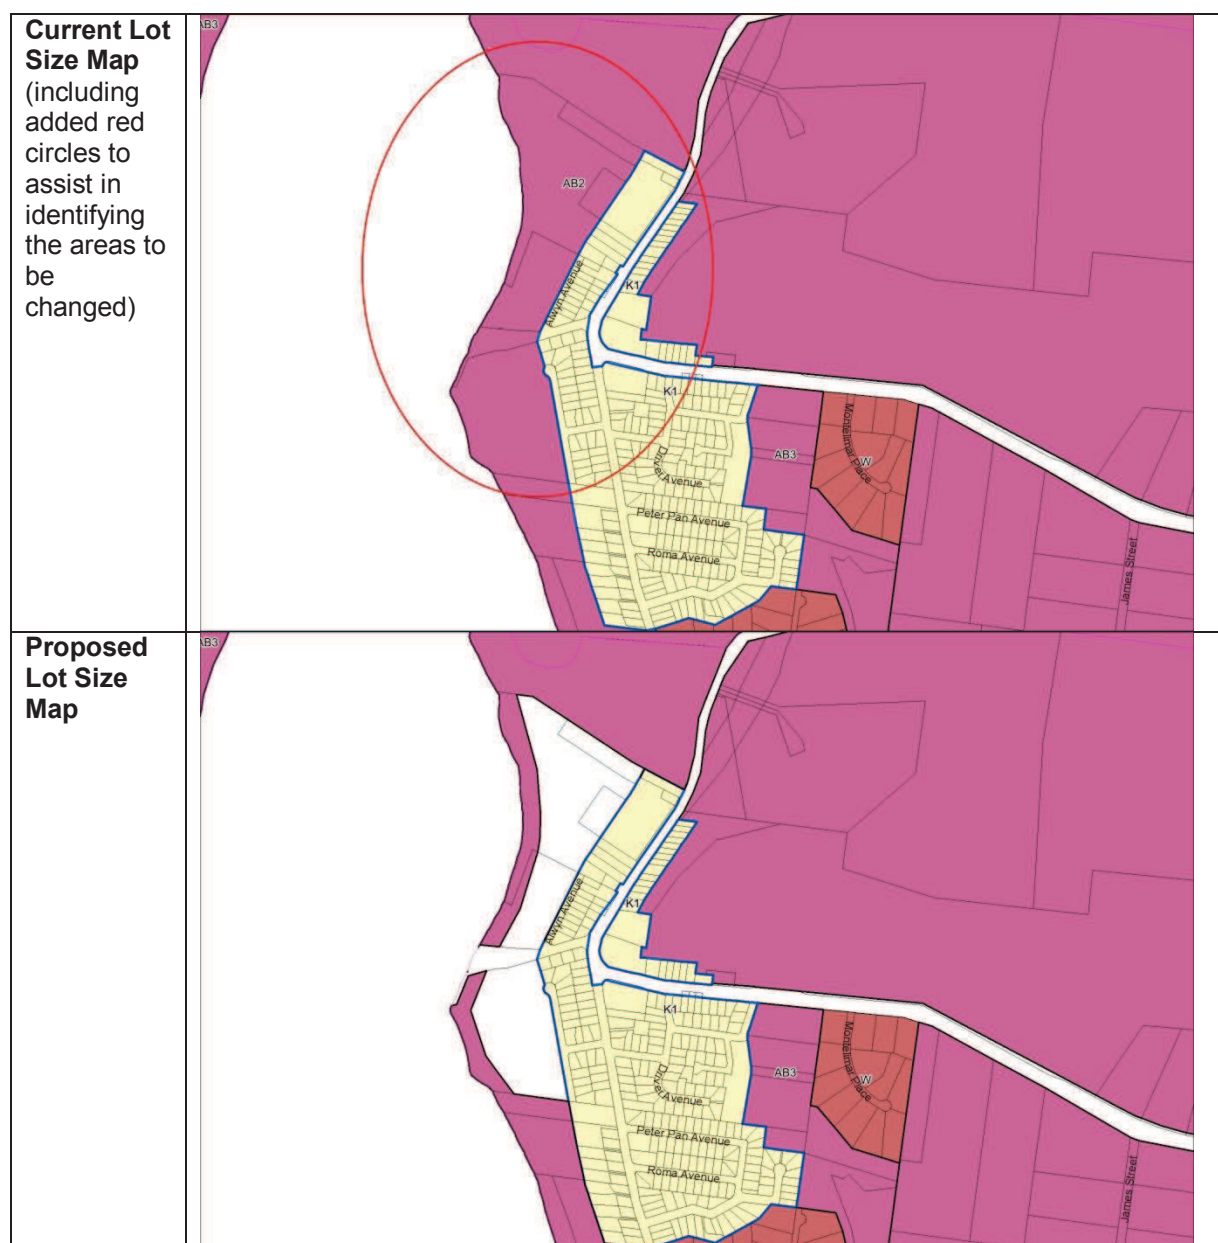 Current Lot
Size Map
(including
added red
circles to
assist in
identifying
the areas to
be
changed)
AB3
AB2
Alwyn Avenue
K1
K1
Driver Avenue
Peter Pan Avenue
Roma Avenue
AB3
Montelimar Place
W
James Street
Proposed
Lot Size
Map
AB3
Alwyn Avenue
K1
K1
Driver Avenue
Peter Pan Avenue
Roma Avenue
AB3
Montelimar Place
W
James Street